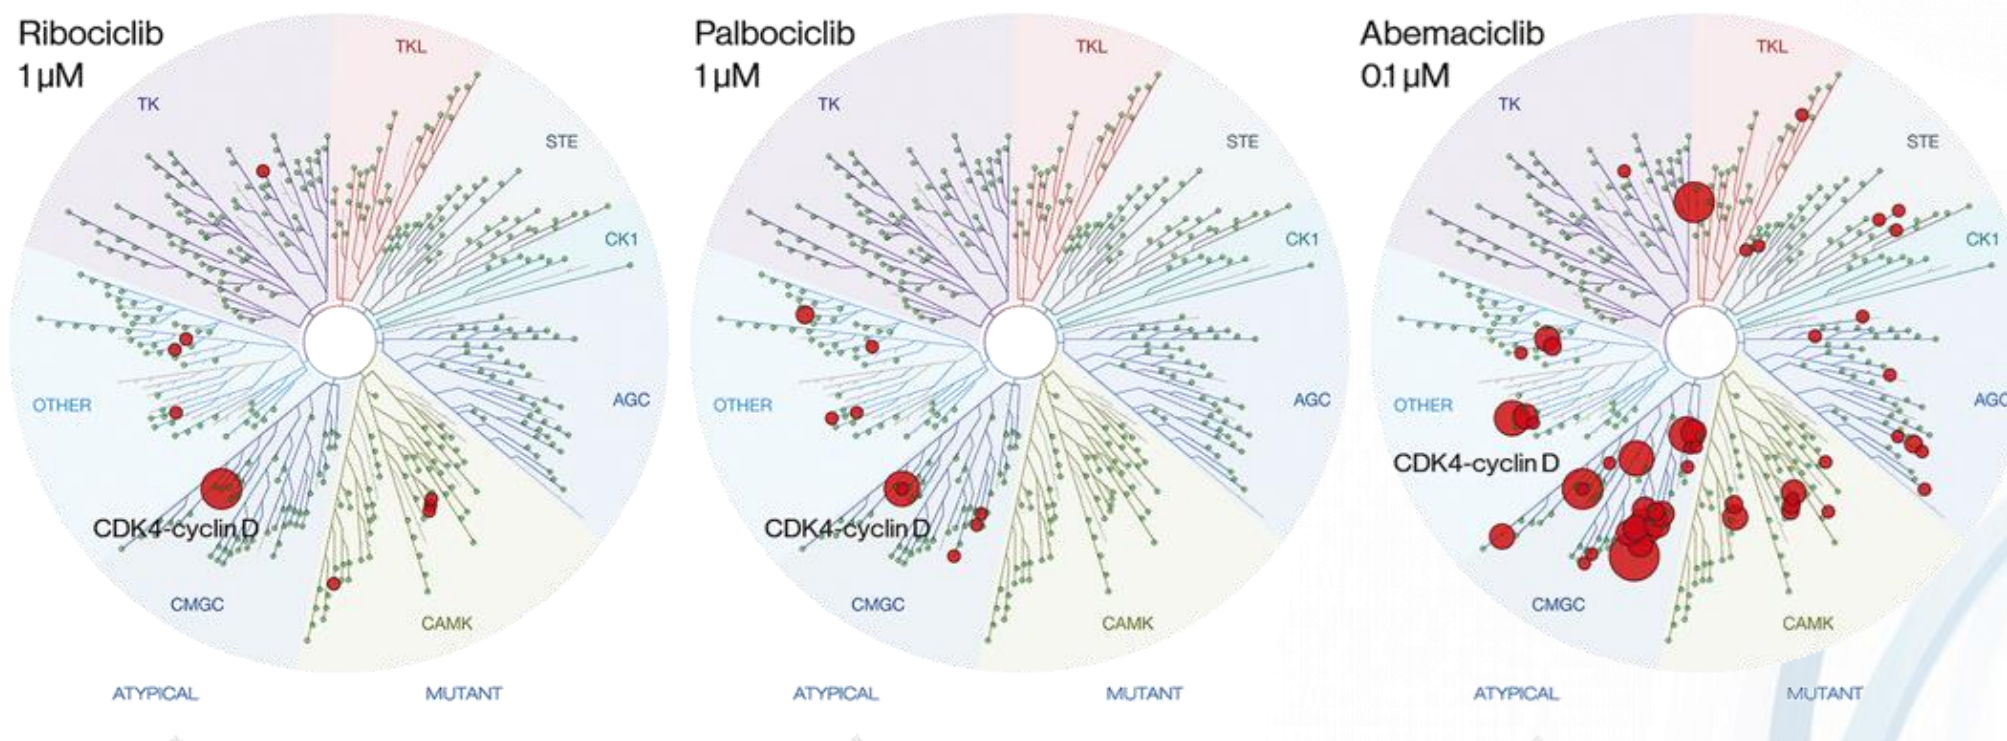 Ribociclib
1 µM
TK
TKL
STE
CK1
AGC
OTHER
CDK4-cyclin D
CMGC
CAMK
ATYPICAL
MUTANT
Palbociclib
1 µM
TK
TKL
STE
CK1
AGC
OTHER
CDK4-cyclin D
CMGC
CAMK
ATYPICAL
MUTANT
Abemaciclib
0.1 µM
TK
TKL
STE
CK1
AGC
OTHER
CDK4-cyclin D
CMGC
CAMK
ATYPICAL
MUTANT